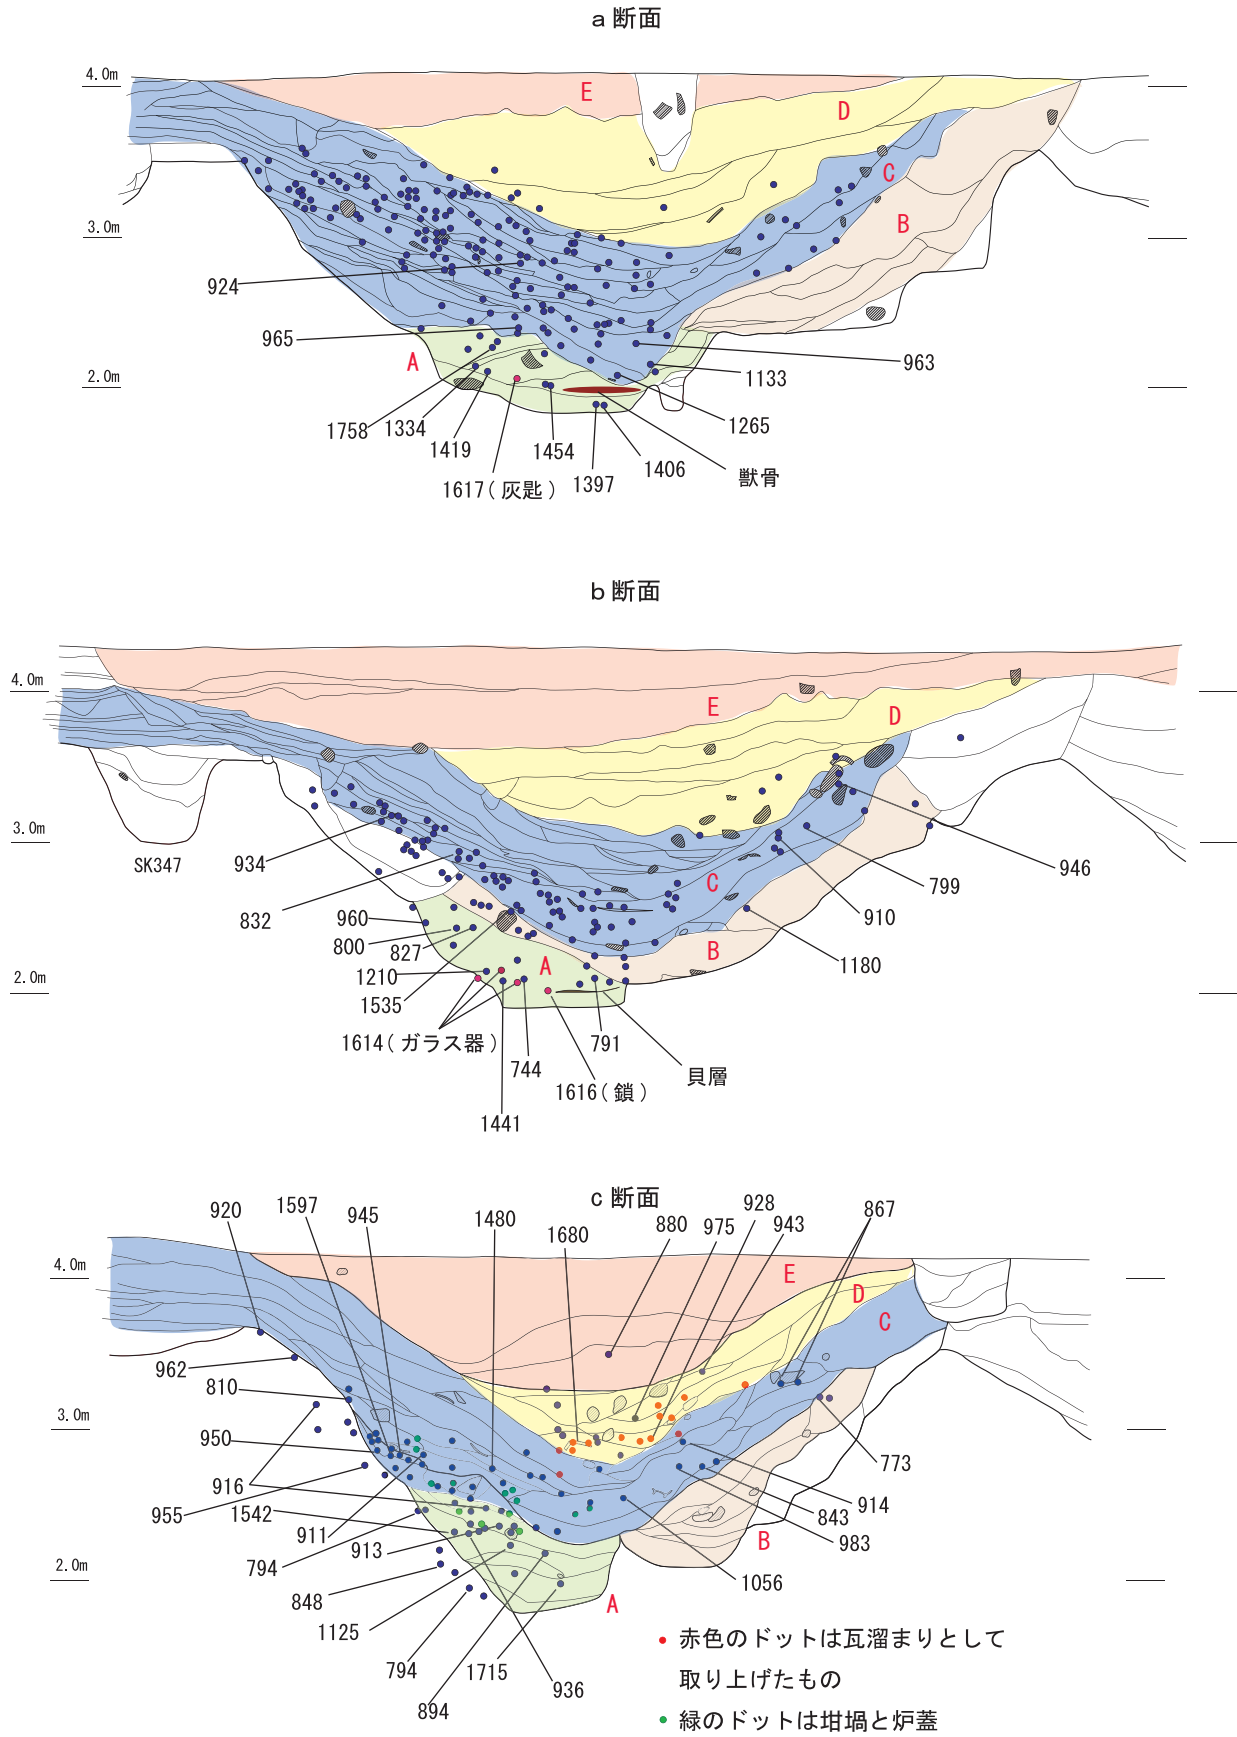 a 断面
4.0m
E
D
C
3.0m
B
924
965
A
963
2.0m
1133
1758
1334
1265
1419
1454
1406
獣骨
1617( 灰匙 )
1397
b 断面
4.0m
E
D
3.0m
SK347
934
946
C
799
832
960
910
800
827
B
A
1180
2.0m
1210
1535
1614( ガラス器 )
791
744
貝層
1616( 鎖 )
1441
c 断面
920
1597
945
1480
1680
880
975
928
943
867
4.0m
E
D
C
962
810
3.0m
950
773
916
955
1542
914
843
911
913
983
B
794
2.0m
1056
848
A
1125
794
1715
936
894
赤色のドットは瓦溜まりとして
取り上げたもの
緑のドットは坩堝と炉蓋